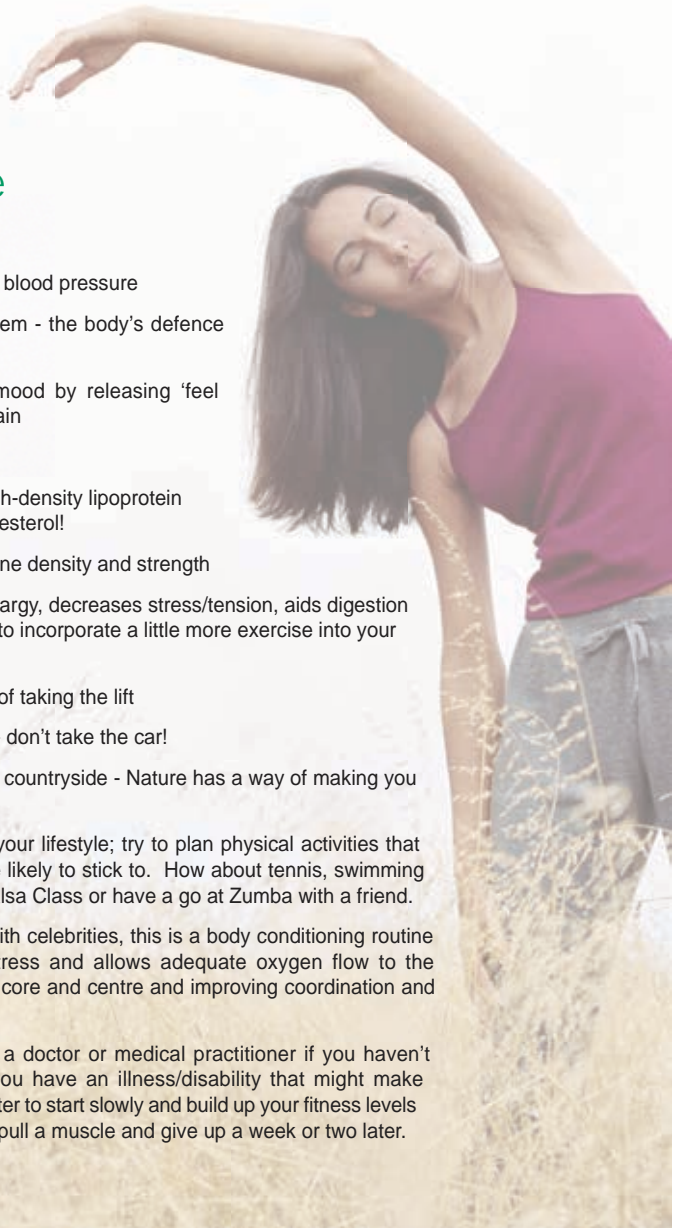 e
blood pressure
em - the body's defence
mood by releasing 'feel
ain
h-density lipoprotein
esterol!
ne density and strength
argy, decreases stress/tension, aids digestion
to incorporate a little more exercise into your
of taking the lift
don't take the car!
countryside - Nature has a way of making you
your lifestyle; try to plan physical activities that
likely to stick to. How about tennis, swimming
lsa Class or have a go at Zumba with a friend.
ith celebrities, this is a body conditioning routine
tress and allows adequate oxygen flow to the
core and centre and improving coordination and
a doctor or medical practitioner if you haven't
ou have an illness/disability that might make
ter to start slowly and build up your fitness levels
pull a muscle and give up a week or two later.